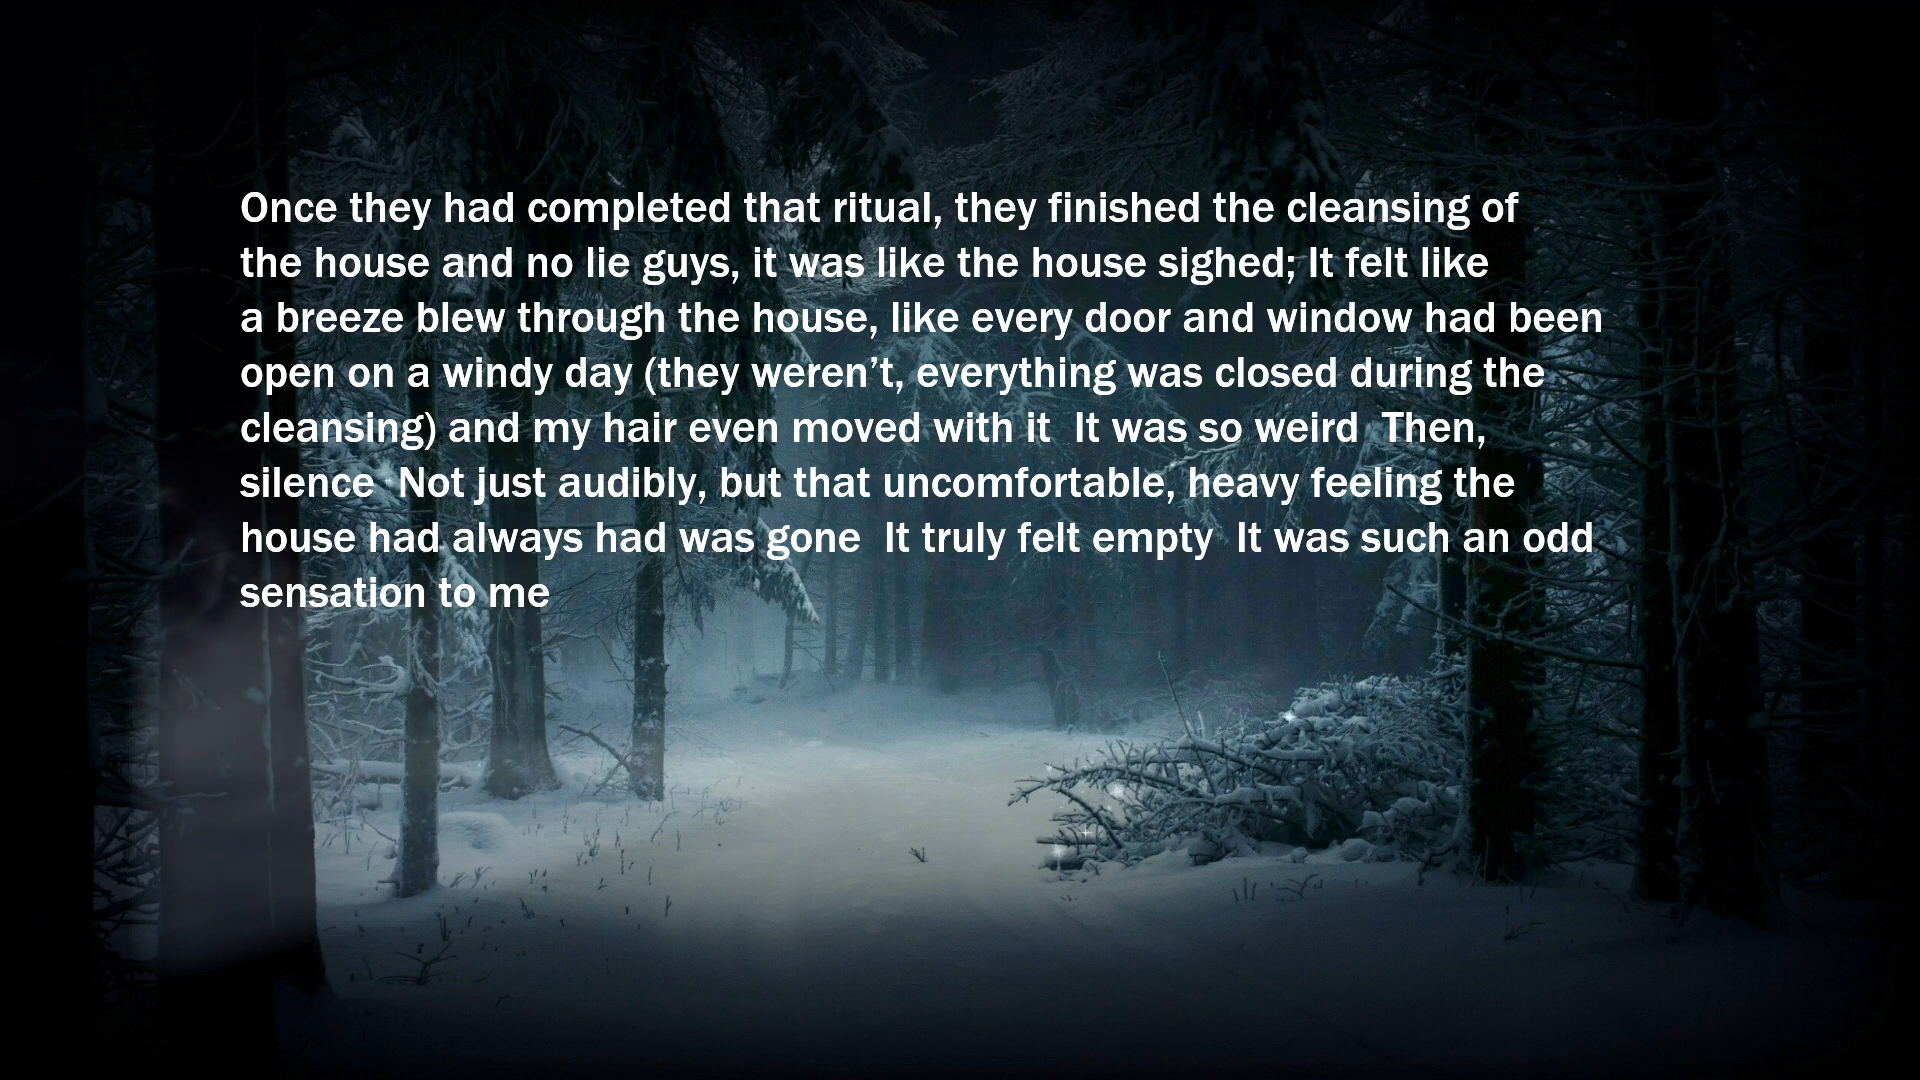 Once they had completed that ritual, they finished the cleansing of
the house and no lie guys, it was like the house sighed; It felt like
a breeze blew through the house, like every door and window had been
open on a windy day (they weren’t, everything was closed during the
cleansing) and my hair even moved with it  It was so weird  Then,
silence  Not just audibly, but that uncomfortable, heavy feeling the
house had always had was gone  It truly felt empty  It was such an odd
sensation to me